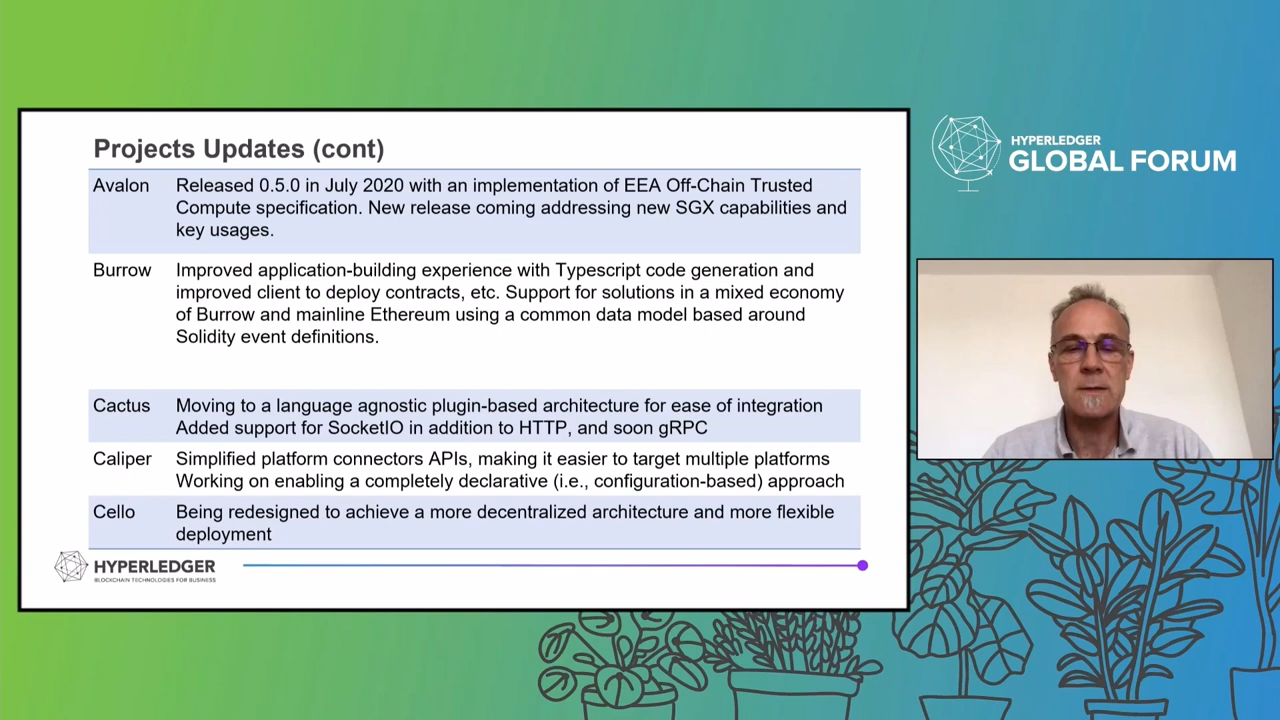 Projects Updates (cont)
Avalon Released 0.5.0 in July 2020 with an implementation of EEA Off-Chain Trusted
Compute specification. New release coming addressing new SGX capabilities and
key usages.
Burrow Improved application-building experience with Typescript code generation and
improved client to deploy contracts, etc. Support for solutions in a mixed economy
of Burrow and mainline Ethereum using a common data model based around
Solidity event definitions.
Cactus Moving to a language agnostic plugin-based architecture for ease of integration
Added support for SocketIO in addition to HTTP, and soon gRPC
Caliper Simplified platform connectors APIs, making it easier to target multiple platforms
Working on enabling a completely declarative (i.e., configuration-based) approach
Cello Being redesigned to achieve a more decentralized architecture and more flexible
deployment
HYPERLEDGER
BLOCKCHAIN TECHNOLOGIES FOR BUSINESS
HYPERLEDGER
GLOBAL FORUM